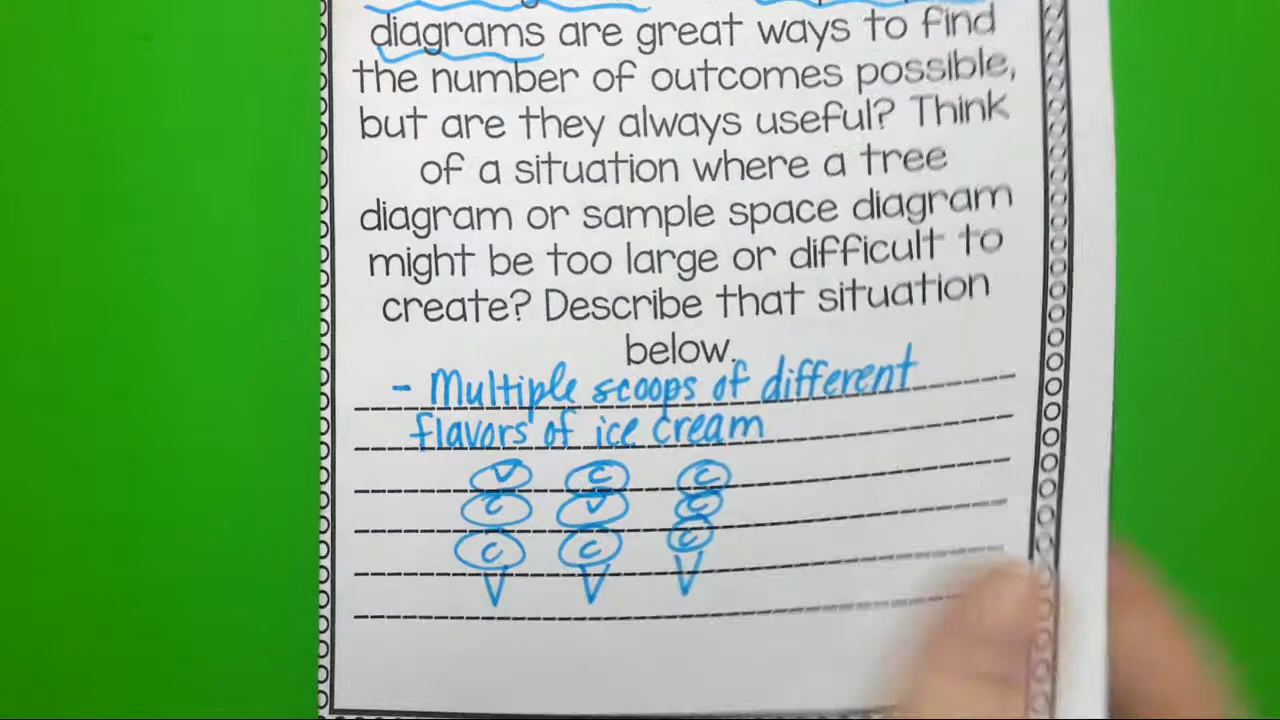 diagrams are great ways to find
the number of outcomes possible,
but are they always useful? Think
of a situation where a tree
diagram or sample space diagram
might be too large or difficult to
create? Describe that situation
below.
- Multiple scoops of different
flavors of ice cream
V C C
C V C
C C C